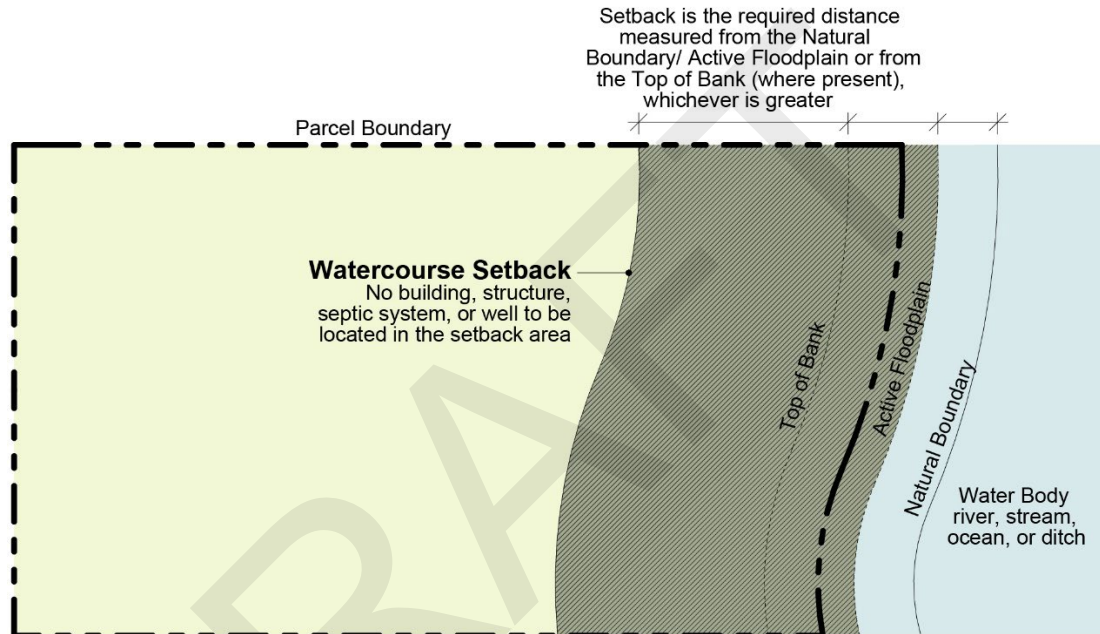 Setback is the required distance
measured from the Natural
Boundary/ Active Floodplain or from
the Top of Bank (where present),
whichever is greater
Parcel Boundary
Watercourse Setback
No building, structure,
septic system, or well to be
located in the setback area
Top of Bank
Active Floodplain
Natural Boundary
Water Body
river, stream,
ocean, or ditch
RAFT